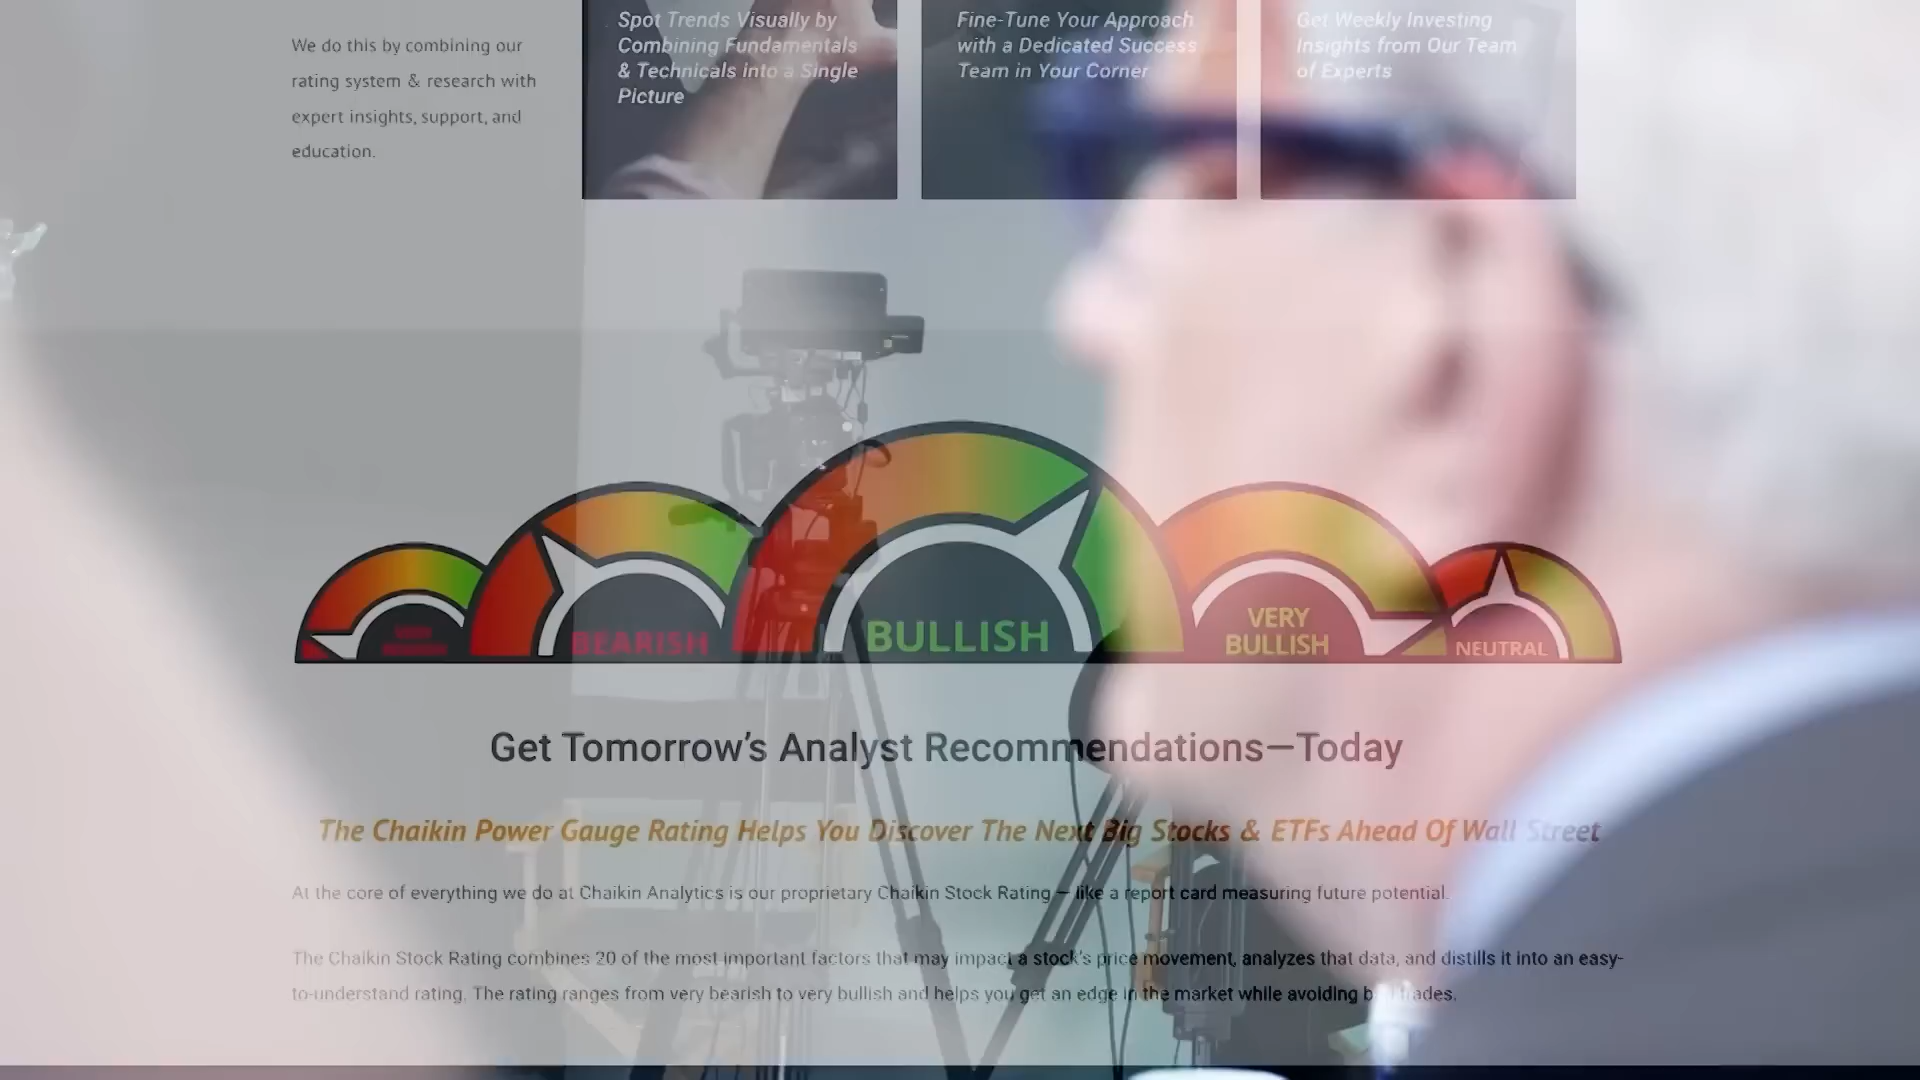 We do this by combining our
rating system & research with
expert insights, support, and
education.
Spot Trends Visually by
Combining Fundamentals
& Technicals into a Single
Picture
Fine-Tune Your Approach
with a Dedicated Success
Team in Your Corner
Get Weekly Investing
Insights from Our Team
of Experts
BEARISH
BULLISH
VERY
BULLISH
NEUTRAL
Get Tomorrow's Analyst Recommendations—Today
The Chaikin Power Gauge Rating Helps You Discover The Next Big Stocks & ETFs Ahead Of Wall Street
At the core of everything we do at Chaikin Analytics is our proprietary Chaikin Stock Rating — like a report card measuring future potential.
The Chaikin Stock Rating combines 20 of the most important factors that may impact a stock's price movement, analyzes that data, and distills it into an easy-
to-understand rating. The rating ranges from very bearish to very bullish and helps you get an edge in the market while avoiding trades.